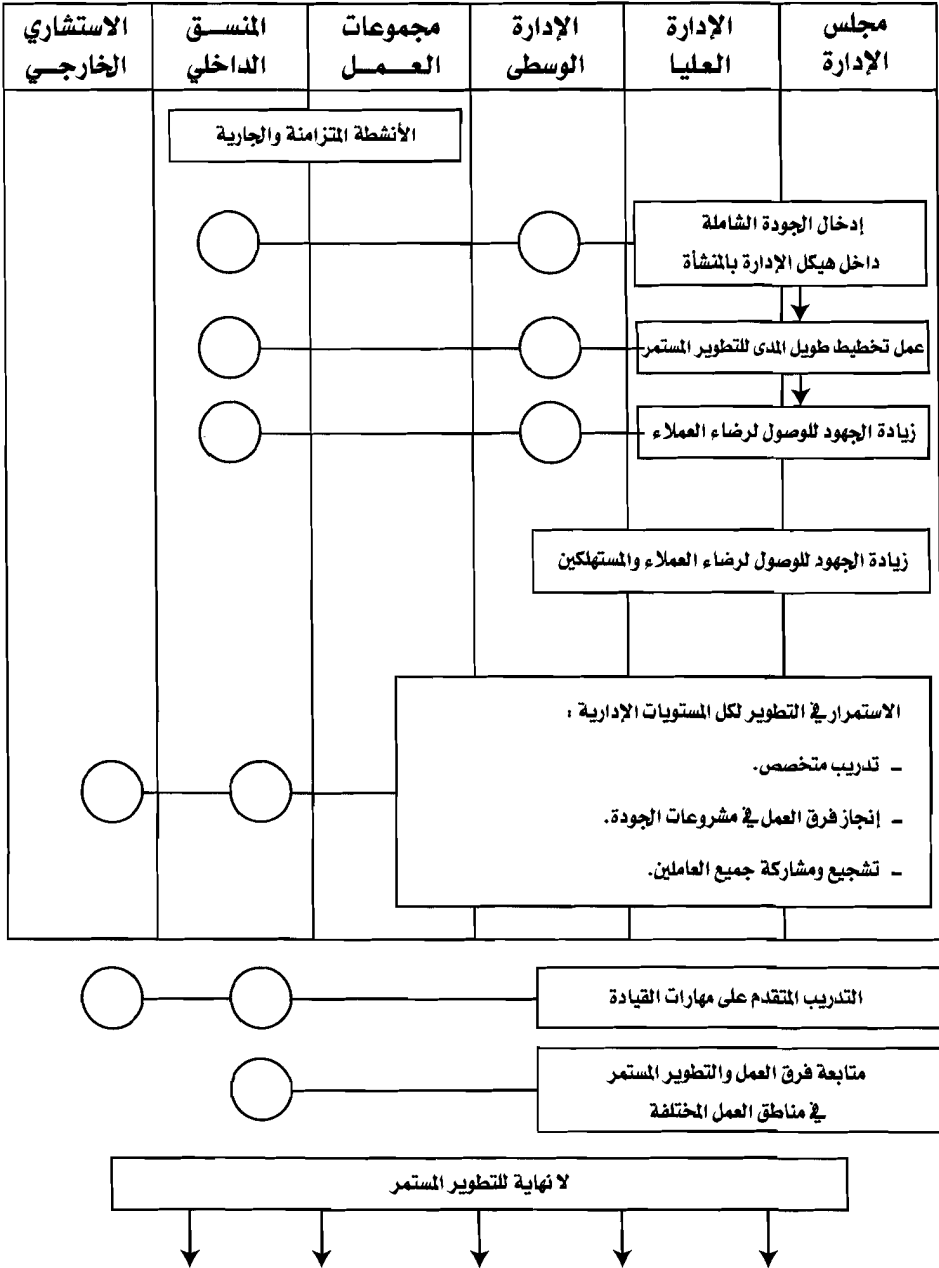 مجلس
الإدارة
الإدارة
العليا
الإدارة
الوسطى
مجموعات
العـــمـــل
المنســـق
الداخلي
الاستشاري
الخارجـــي
الأنشطة المتزامنة والجارية
إدخال الجودة الشاملة
داخل هيكل الإدارة بالمنشأة
عمل تخطيط طويل المدى للتطوير المستمر
زيادة الجهود للوصول لرضاء العملاء
زيادة الجهود للوصول لرضاء العملاء والمستهلكين
الاستمرار في التطوير لكل المستويات الإدارية :
- تدريب متخصص.
- إنجاز فرق العمل في مشروعات الجودة.
- تشجيع ومشاركة جميع العاملين.
التدريب المتقدم على مهارات القيادة
متابعة فرق العمل والتطوير المستمر
في مناطق العمل المختلفة
لا نهاية للتطوير المستمر